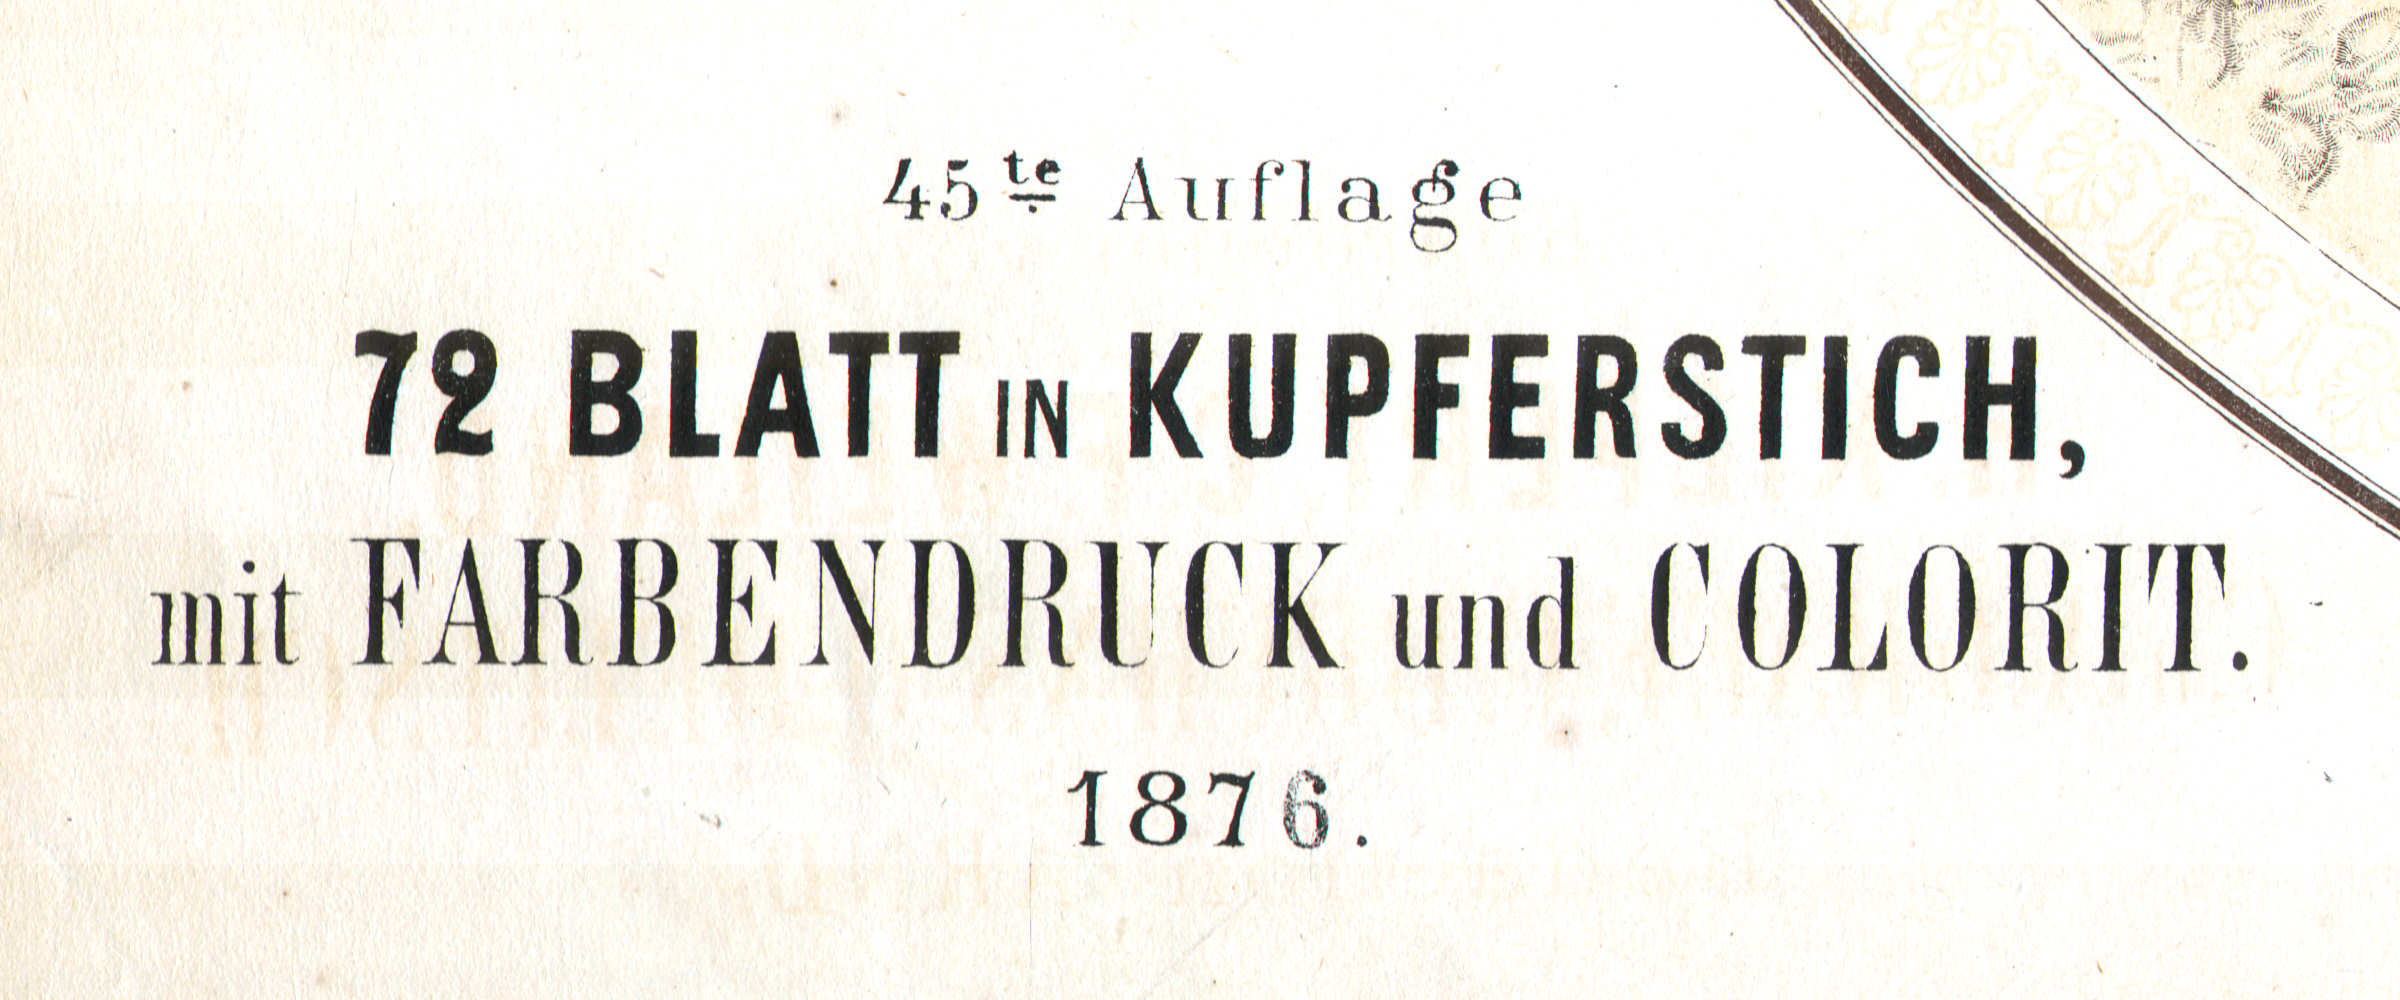 45te Auflage
72 BLATT IN KUPFERSTICH,
mit FARBENDRUCK und COLORIT.
1876.